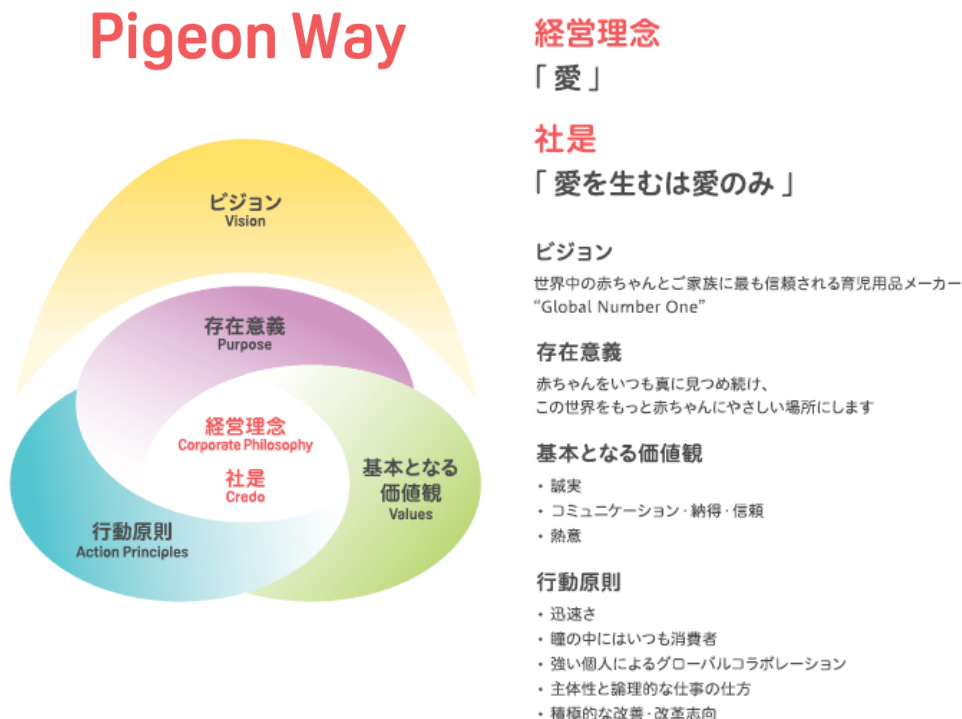 Pigeon Way
ビジョン
Vision
存在意義
Purpose
経営理念
Corporate Philosophy
社是
Credo
基本となる
価値観
Values
行動原則
Action Principles
経営理念
「 愛 」
社是
「 愛を生むは愛のみ 」
ビジョン
世界中の赤ちゃんとご家族に最も信頼される育児用品メーカー
“Global Number One”
存在意義
赤ちゃんをいつも真に見つめ続け、
この世界をもっと赤ちゃんにやさしい場所にします
基本となる価値観
・誠実
・コミュニケーション・納得・信頼
・熱意
行動原則
・迅速さ
・瞳の中にはいつも消費者
・強い個人によるグローバルコラボレーション
・主体性と論理的な仕事の仕方
・積極的な改善・改革志向